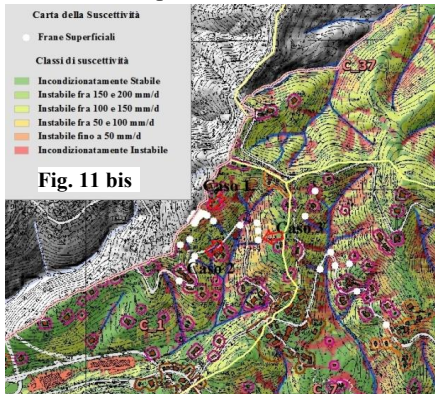 Carta della Suscettività
Frane Superficiali
Classi di suscettività
Incondizionatamente Stabile
Instabile fra 150 e 200 mm/d
Instabile fra 100 e 150 mm/d
Instabile fra 50 e 100 mm/d
Instabile fino a 50 mm/d
Incondizionatamente Instabile
Fig. 11 bis
C_37
Caso 1
Caso 3
Caso 2
C_1